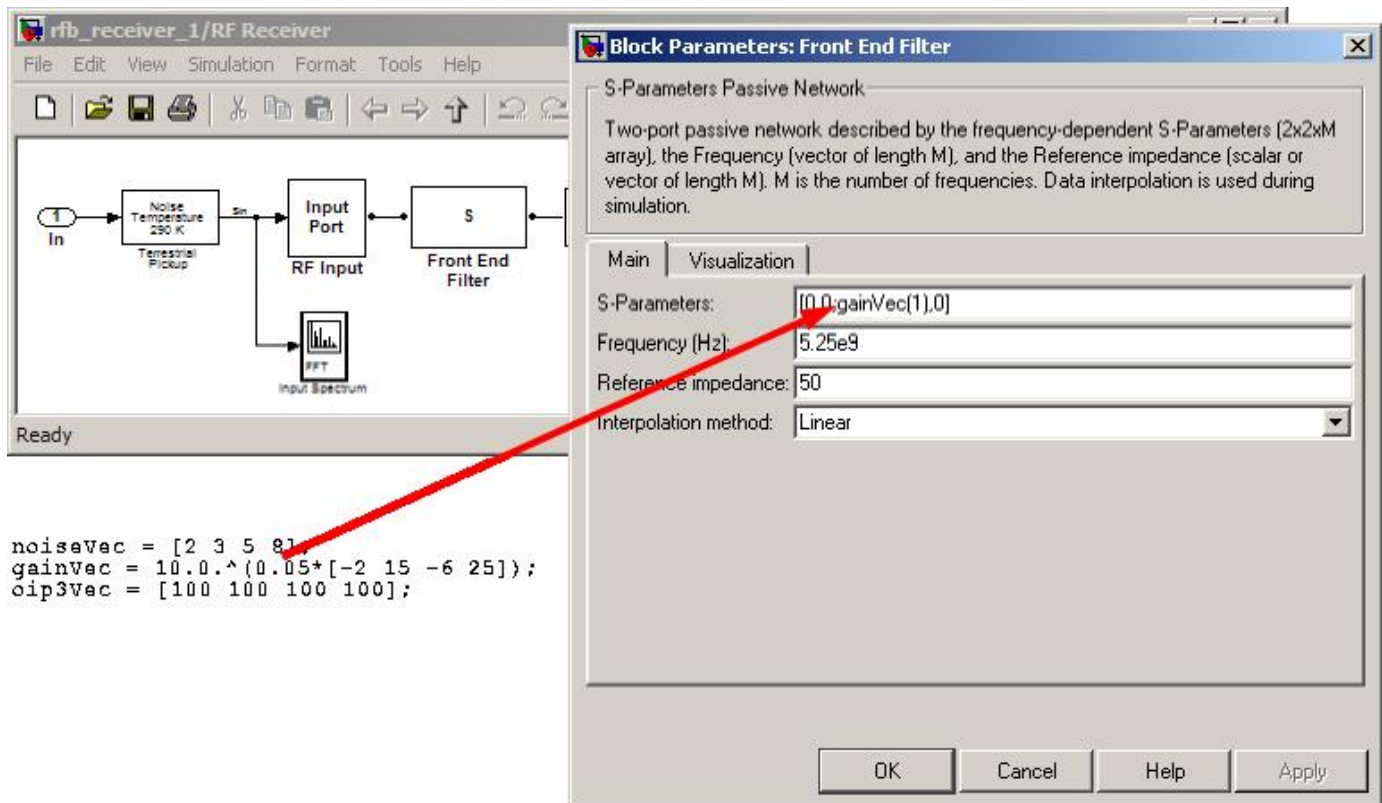 rfb_receiver_1/RF Receiver
File Edit View Simulation Format Tools Help
1
In
Noise
Temperature
290 K
Terrestrial
Pickup
Sin
Input
Port
RF Input
S
Front End
Filter
FFT
Input Spectrum
Ready
noiseVec = [2 3 5 8];
gainVec = 10.0.^(0.05*[-2 15 -6 25]);
oip3Vec = [100 100 100 100];
Block Parameters: Front End Filter
S-Parameters Passive Network
Two-port passive network described by the frequency-dependent S-Parameters (2x2xM
array), the Frequency (vector of length M), and the Reference impedance (scalar or
vector of length M). M is the number of frequencies. Data interpolation is used during
simulation.
Main Visualization
S-Parameters: [0,0;gainVec(1),0]
Frequency (Hz): 5.25e9
Reference impedance: 50
Interpolation method: Linear
OK Cancel Help Apply